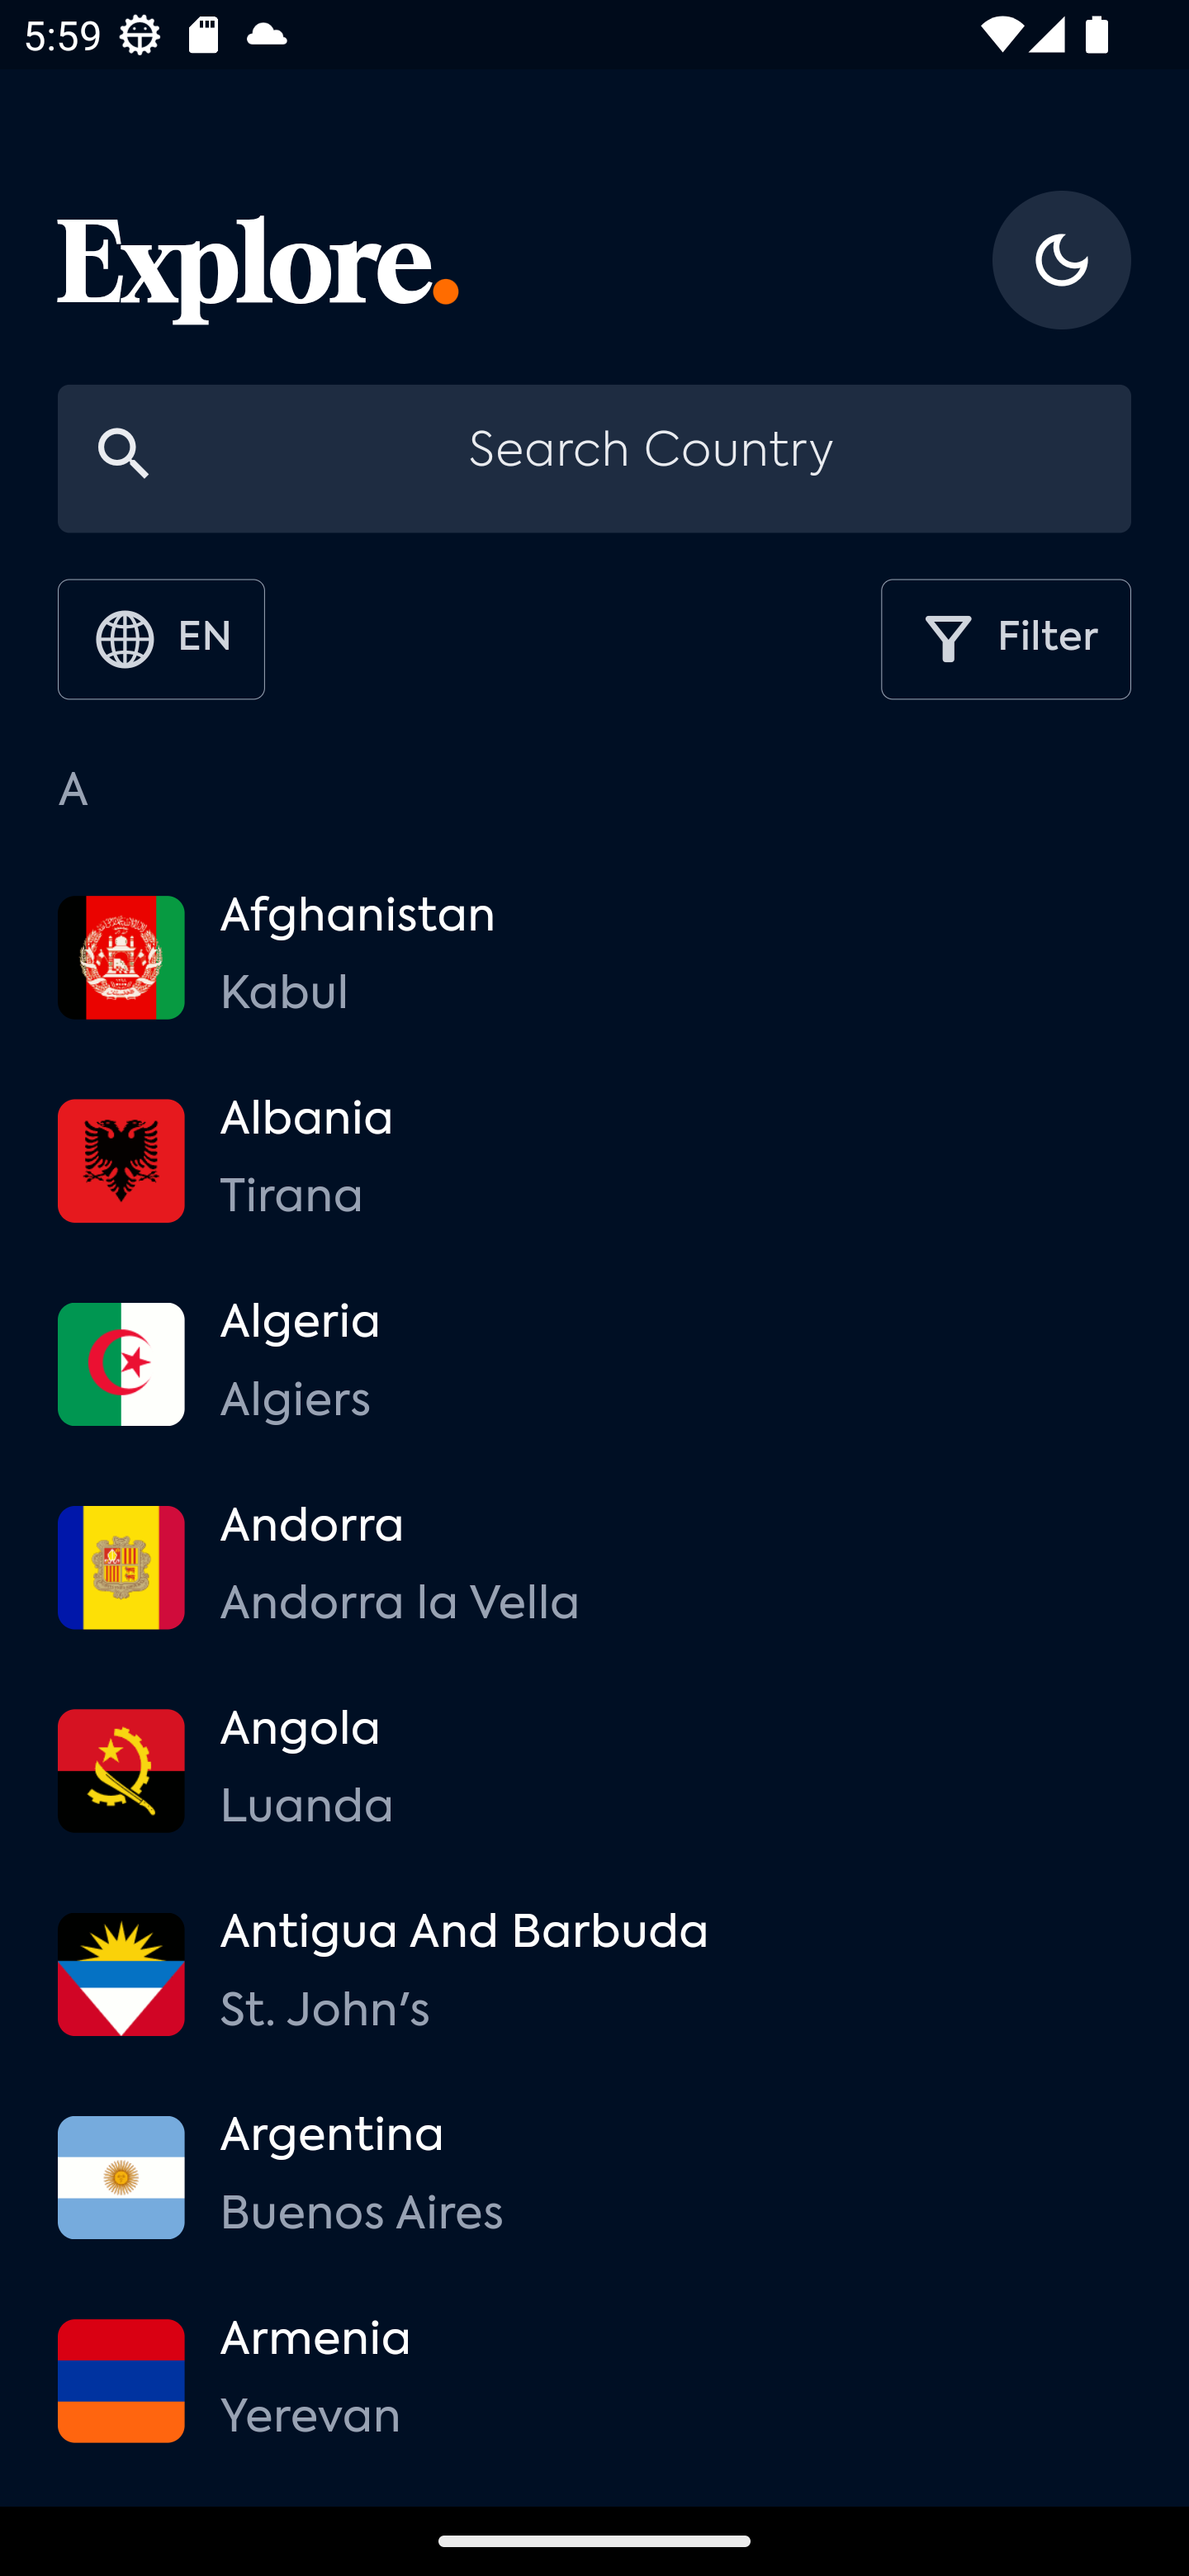 5:59
Explore.
Search Country
EN
Filter
A
Afghanistan
Kabul
Albania
Tirana
Algeria
Algiers
Andorra
Andorra la Vella
Angola
Luanda
Antigua And Barbuda
St. John's
Argentina
Buenos Aires
Armenia
Yerevan